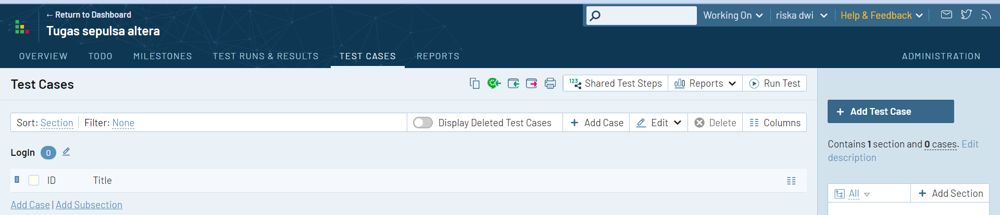 ← Return to Dashboard
Tugas sepulsa altera
Working On riska dwi Help & Feedback
OVERVIEW TODO MILESTONES TEST RUNS & RESULTS TEST CASES REPORTS ADMINISTRATION
Test Cases
123 Shared Test Steps Reports Run Test
Sort: Section Filter: None Display Deleted Test Cases + Add Case Edit Delete Columns
Login 0
ID Title
Add Case | Add Subsection
+ Add Test Case
Contains 1 section and 0 cases. Edit
description
All + Add Section